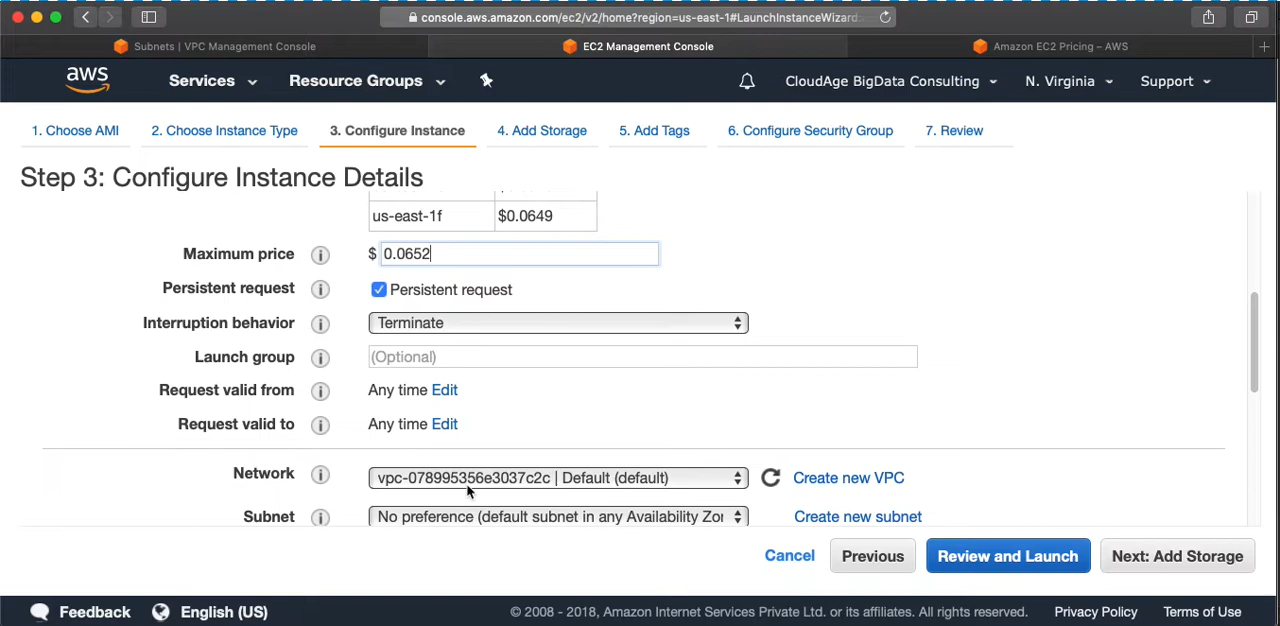 console.aws.amazon.com/ec2/v2/home?region=us-east-1#LaunchInstanceWizard:
Subnets | VPC Management Console
EC2 Management Console
Amazon EC2 Pricing – AWS
aws
Services
Resource Groups
CloudAge BigData Consulting
N. Virginia
Support
1. Choose AMI
2. Choose Instance Type
3. Configure Instance
4. Add Storage
5. Add Tags
6. Configure Security Group
7. Review
Step 3: Configure Instance Details
us-east-1f $0.0649
Maximum price i $ 0.0652
Persistent request i Persistent request
Interruption behavior i Terminate
Launch group i (Optional)
Request valid from i Any time Edit
Request valid to i Any time Edit
Network i vpc-078995356e3037c2c | Default (default) Create new VPC
Subnet i No preference (default subnet in any Availability Zor Create new subnet
Cancel
Previous
Review and Launch
Next: Add Storage
Feedback
English (US)
© 2008 - 2018, Amazon Internet Services Private Ltd. or its affiliates. All rights reserved.
Privacy Policy
Terms of Use